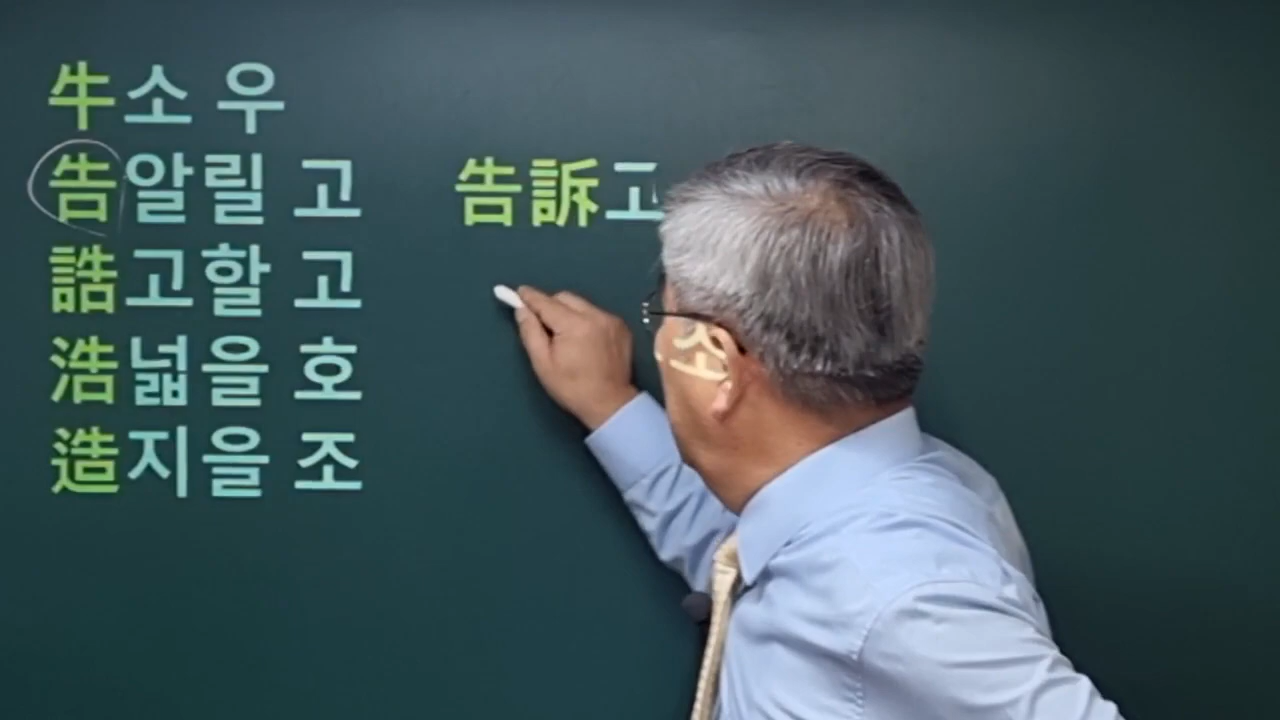 牛소 우
告알릴 고 告訴고소
誥고할 고
浩넓을 호
造지을 조